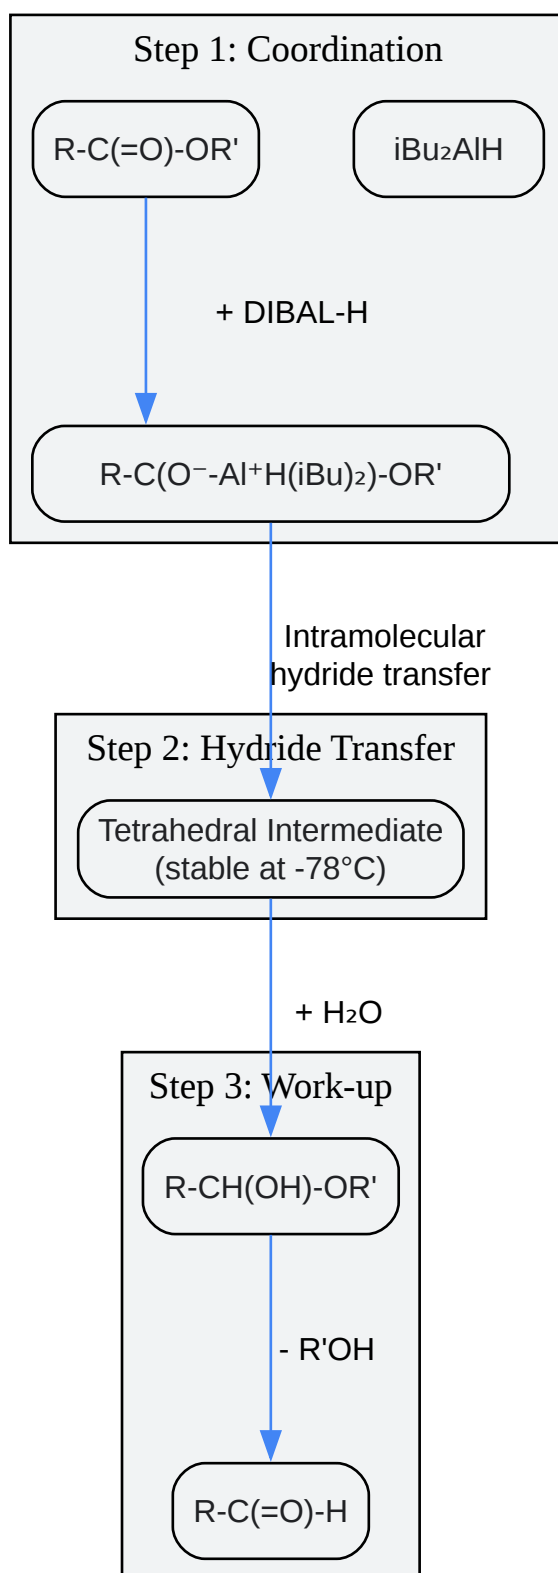 Step 1: Coordination
R-C(=O)-OR'
iBu₂AlH
+ DIBAL-H
R-C(O⁻-Al⁺H(iBu)₂)-OR'
Intramolecular
hydride transfer
Step 2: Hydride Transfer
Tetrahedral Intermediate
(stable at -78°C)
+ H₂O
Step 3: Work-up
R-CH(OH)-OR'
- R'OH
R-C(=O)-H